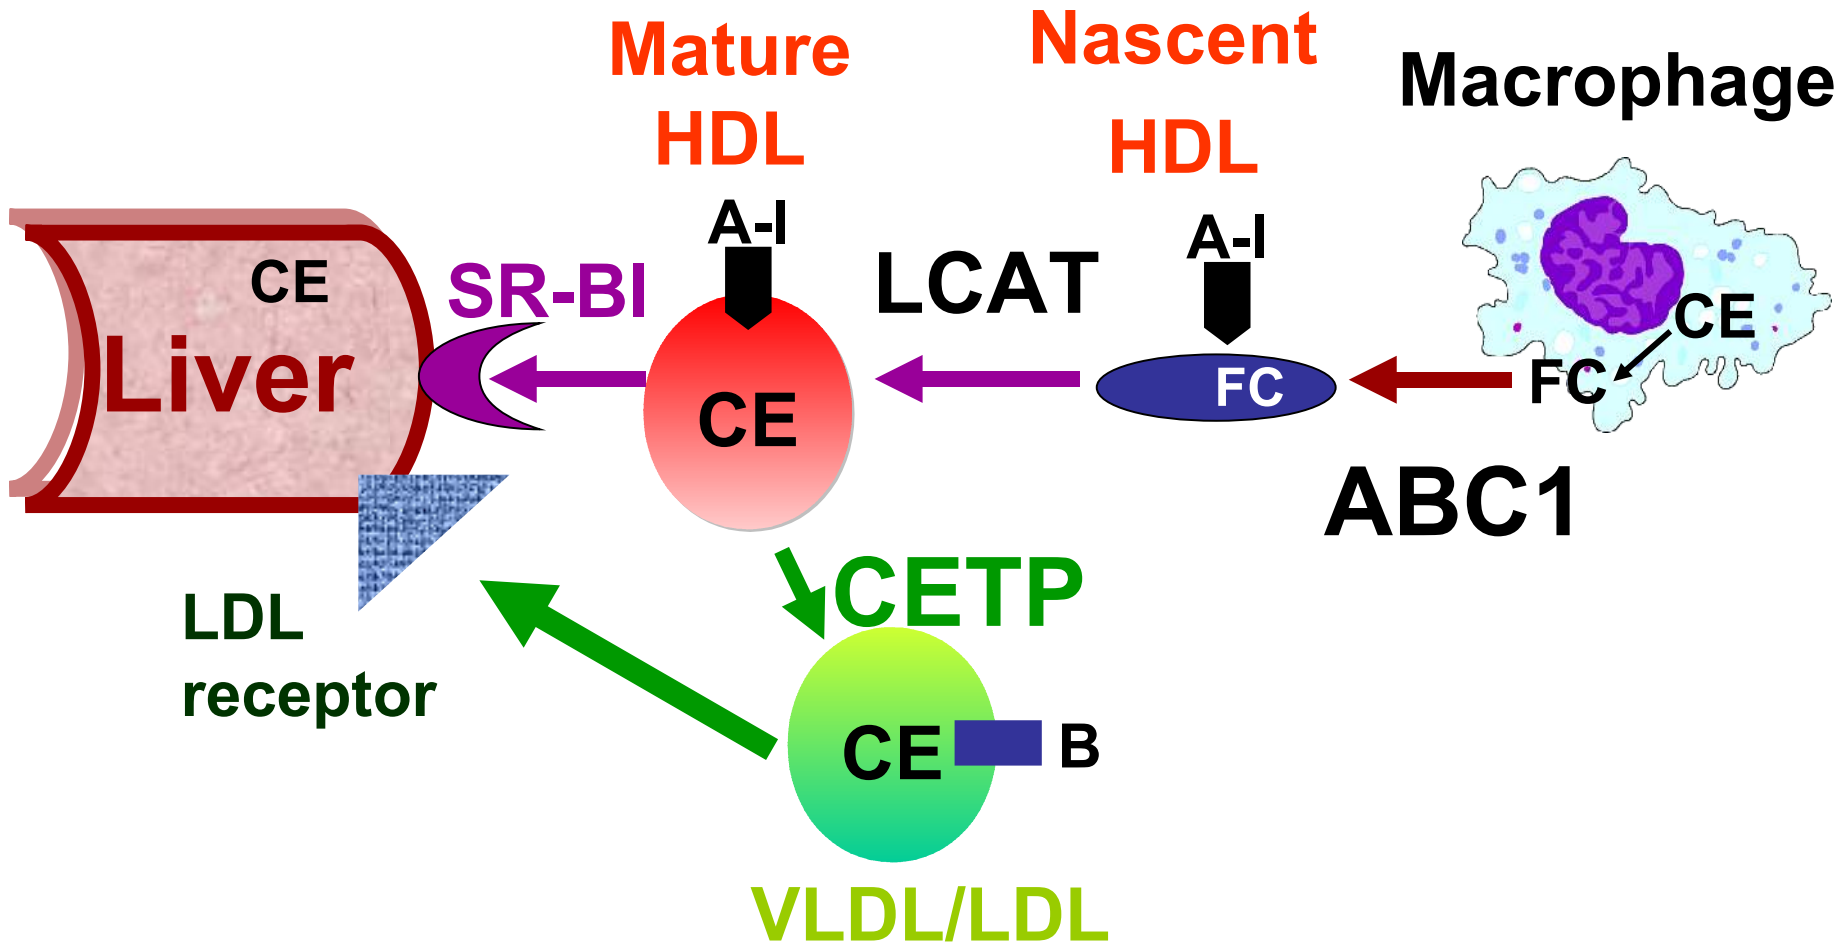 Mature
HDL
Nascent
HDL
Macrophage
A-I
A-I
CE
SR-BI
LCAT
CE
Liver
CE
FC
FC
ABC1
CETP
LDL
receptor
CE
B
VLDL/LDL